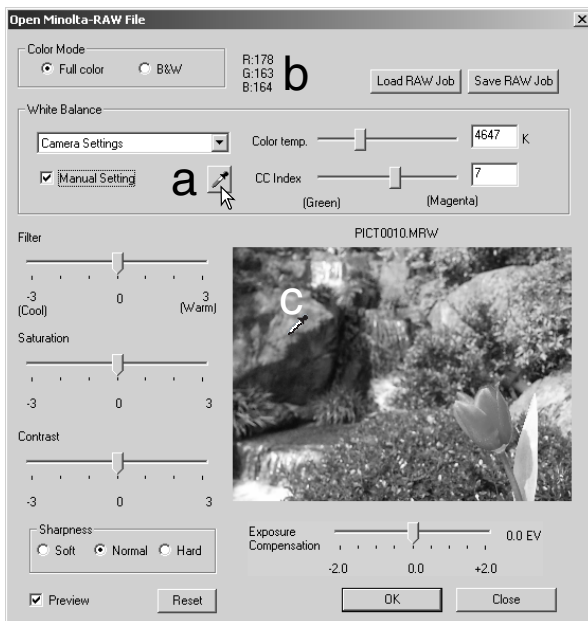 Open Minolta-RAW File
Color Mode
Full color B&W
R:178
G:163
B:164
b
Load RAW Job Save RAW Job
White Balance
Camera Settings
Color temp. 4647 K
Manual Setting
a
CC Index 7
(Green) (Magenta)
PICT0010.MRW
Filter
-3 0 3
(Cool) (Warm)
c
Saturation
-3 0 3
Contrast
-3 0 3
Sharpness
Soft Normal Hard
Exposure
Compensation
0.0 EV
-2.0 0.0 +2.0
Preview
Reset
OK
Close